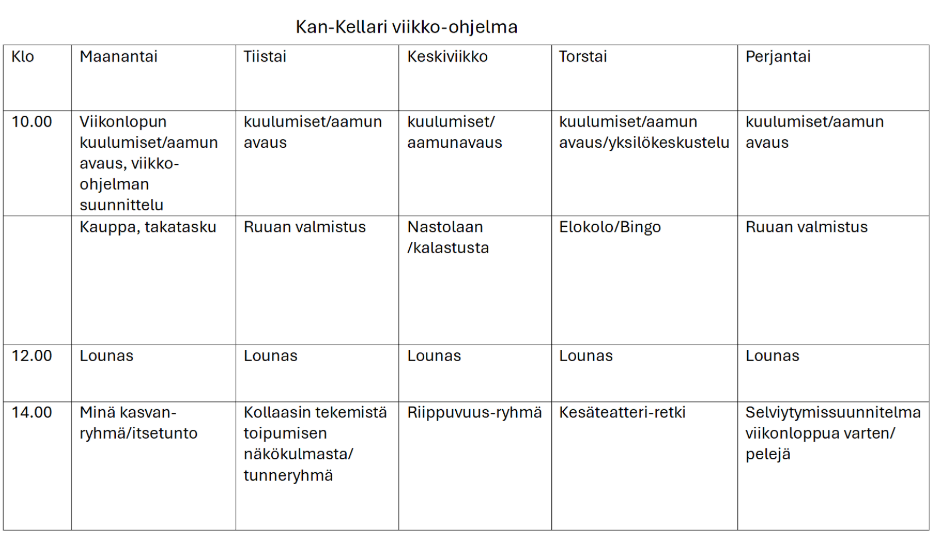 Kan-Kellari viikko-ohjelma
Klo
Maanantai
Tiistai
Keskiviikko
Torstai
Perjantai
10.00
Viikonlopun
kuulumiset/aamun
avaus, viikko-
ohjelman
suunnittelu
kuulumiset/aamun
avaus
kuulumiset/
aamunavaus
kuulumiset/aamun
avaus/yksilökeskustelu
kuulumiset/aamun
avaus
Kauppa, takatasku
Ruuan valmistus
Nastolaan
/kalastusta
Elokolo/Bingo
Ruuan valmistus
12.00
Lounas
Lounas
Lounas
Lounas
Lounas
14.00
Minä kasvan-
ryhmä/itsetunto
Kollaasin tekemistä
toipumisen
näkökulmasta/
tunneryhmä
Riippuvuus-ryhmä
Kesäteatteri-retki
Selviytymissuunnitelma
viikonloppua varten/
pelejä